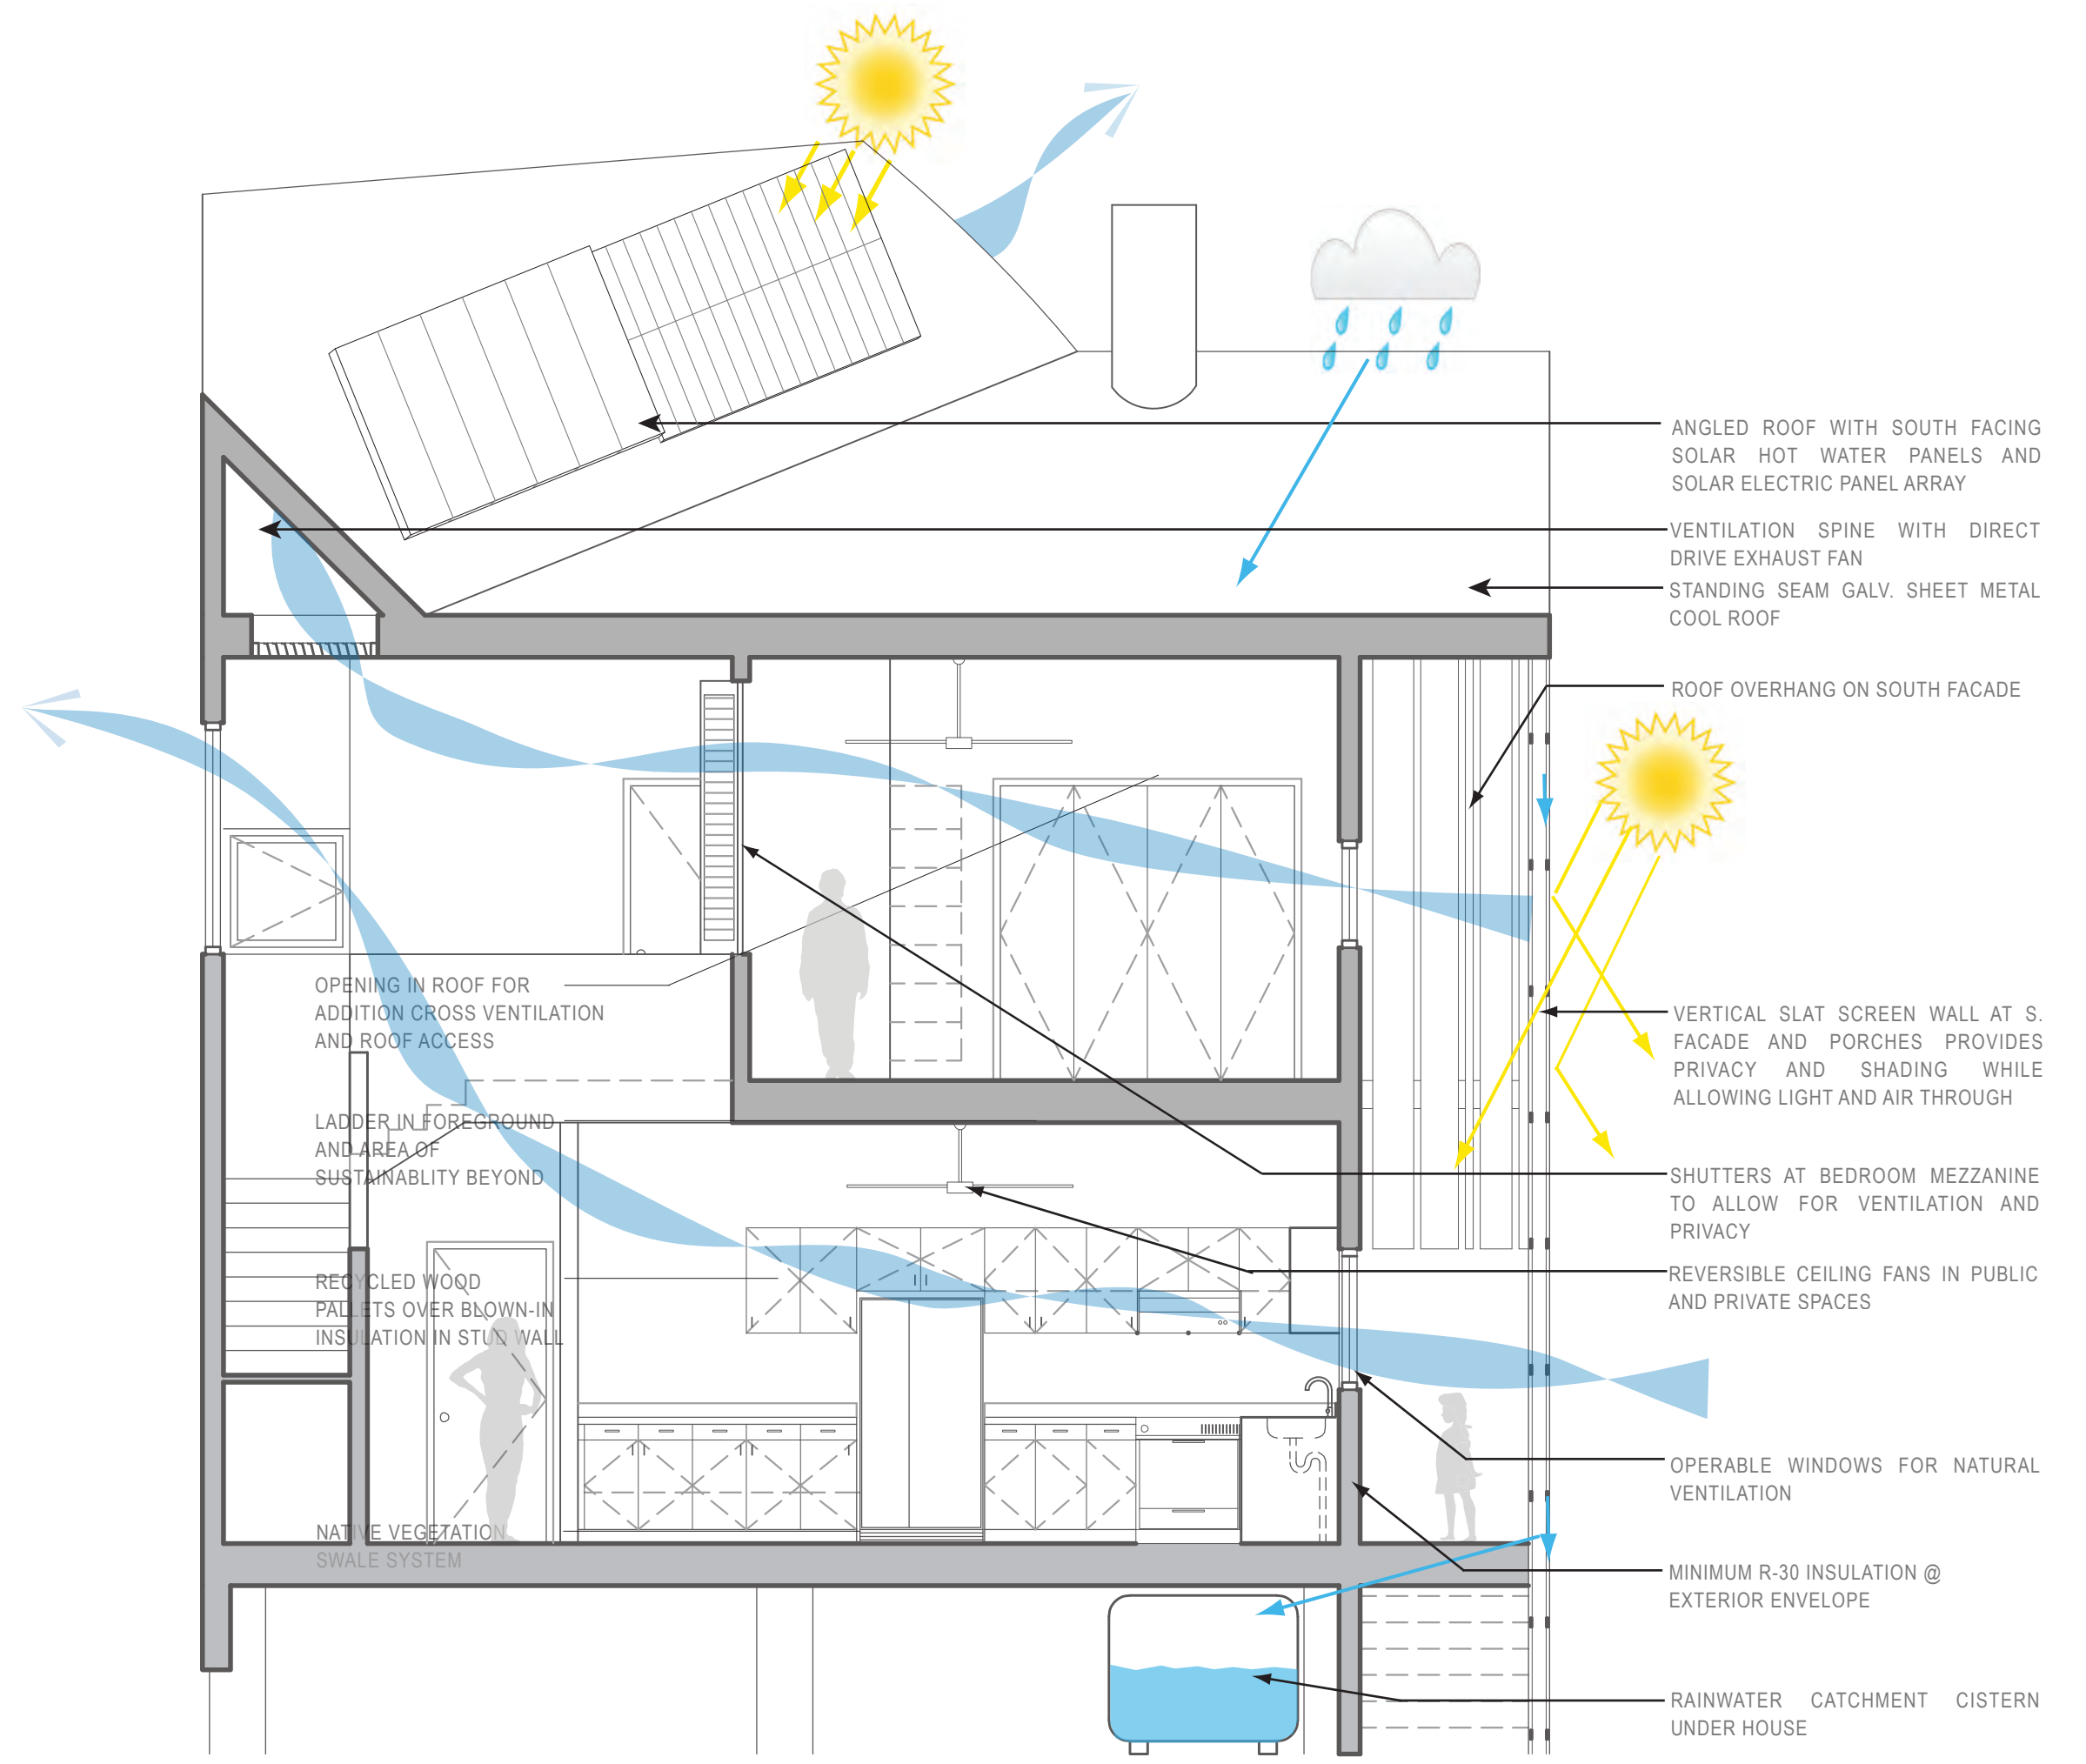 ANGLED ROOF WITH SOUTH FACING
SOLAR HOT WATER PANELS AND
SOLAR ELECTRIC PANEL ARRAY
VENTILATION SPINE WITH DIRECT
DRIVE EXHAUST FAN
STANDING SEAM GALV. SHEET METAL
COOL ROOF
ROOF OVERHANG ON SOUTH FACADE
OPENING IN ROOF FOR
ADDITION CROSS VENTILATION
AND ROOF ACCESS
VERTICAL SLAT SCREEN WALL AT S.
FACADE AND PORCHES PROVIDES
PRIVACY AND SHADING WHILE
ALLOWING LIGHT AND AIR THROUGH
LADDER IN FOREGROUND
AND AREA OF
SUSTAINABLITY BEYOND
SHUTTERS AT BEDROOM MEZZANINE
TO ALLOW FOR VENTILATION AND
PRIVACY
RECYCLED WOOD
PALLETS OVER BLOWN-IN
INSULATION IN STUD WALL
REVERSIBLE CEILING FANS IN PUBLIC
AND PRIVATE SPACES
OPERABLE WINDOWS FOR NATURAL
VENTILATION
NATIVE VEGETATION
SWALE SYSTEM
MINIMUM R-30 INSULATION @
EXTERIOR ENVELOPE
RAINWATER CATCHMENT CISTERN
UNDER HOUSE